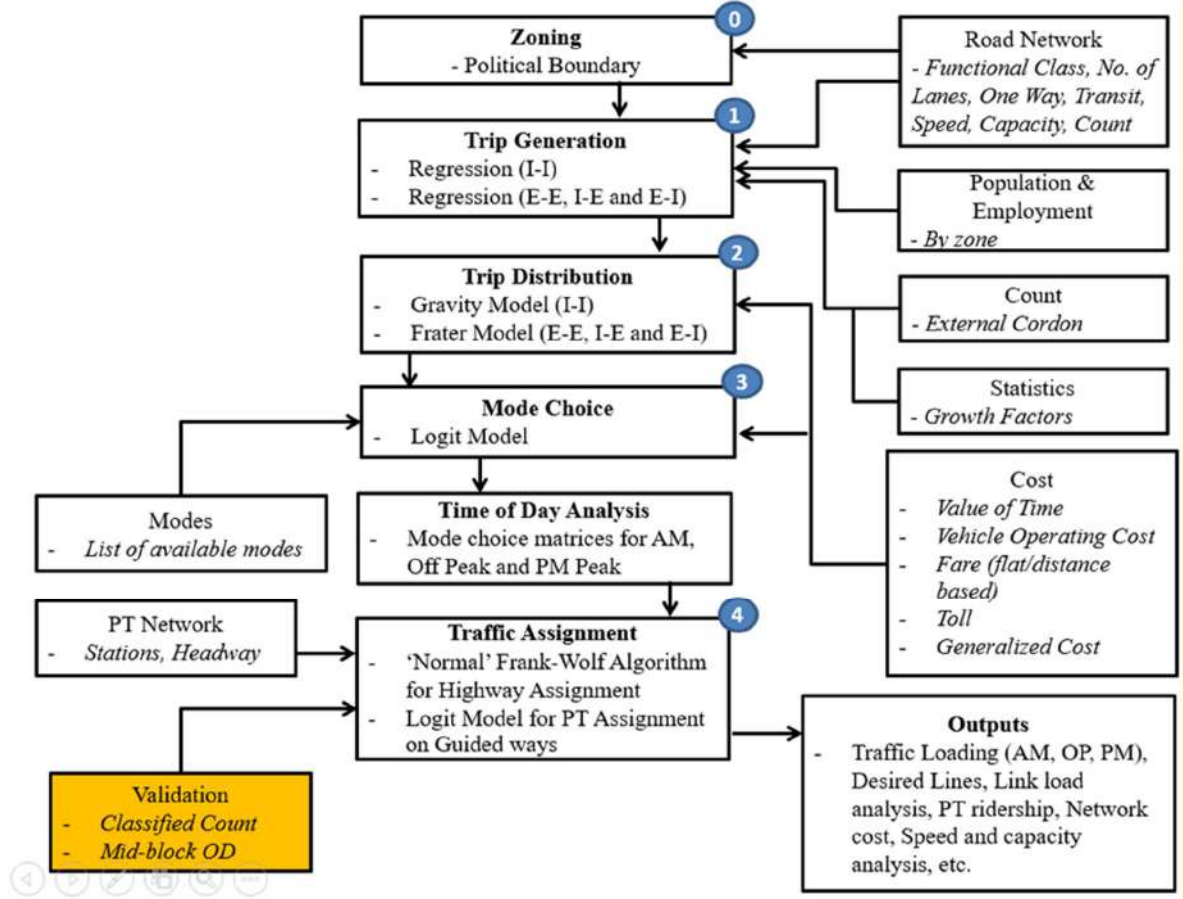 0
Zoning
- Political Boundary
1
Trip Generation
- Regression (I-I)
- Regression (E-E, I-E and E-I)
2
Trip Distribution
- Gravity Model (I-I)
- Frater Model (E-E, I-E and E-I)
3
Mode Choice
- Logit Model
Time of Day Analysis
- Mode choice matrices for AM,
Off Peak and PM Peak
4
Traffic Assignment
- ‘Normal’ Frank-Wolf Algorithm
for Highway Assignment
- Logit Model for PT Assignment
on Guided ways
Modes
- List of available modes
PT Network
- Stations, Headway
Validation
- Classified Count
- Mid-block OD
Road Network
- Functional Class, No. of
Lanes, One Way, Transit,
Speed, Capacity, Count
Population &
Employment
- By zone
Count
- External Cordon
Statistics
- Growth Factors
Cost
- Value of Time
- Vehicle Operating Cost
- Fare (flat/distance
based)
- Toll
- Generalized Cost
Outputs
- Traffic Loading (AM, OP, PM),
Desired Lines, Link load
analysis, PT ridership, Network
cost, Speed and capacity
analysis, etc.